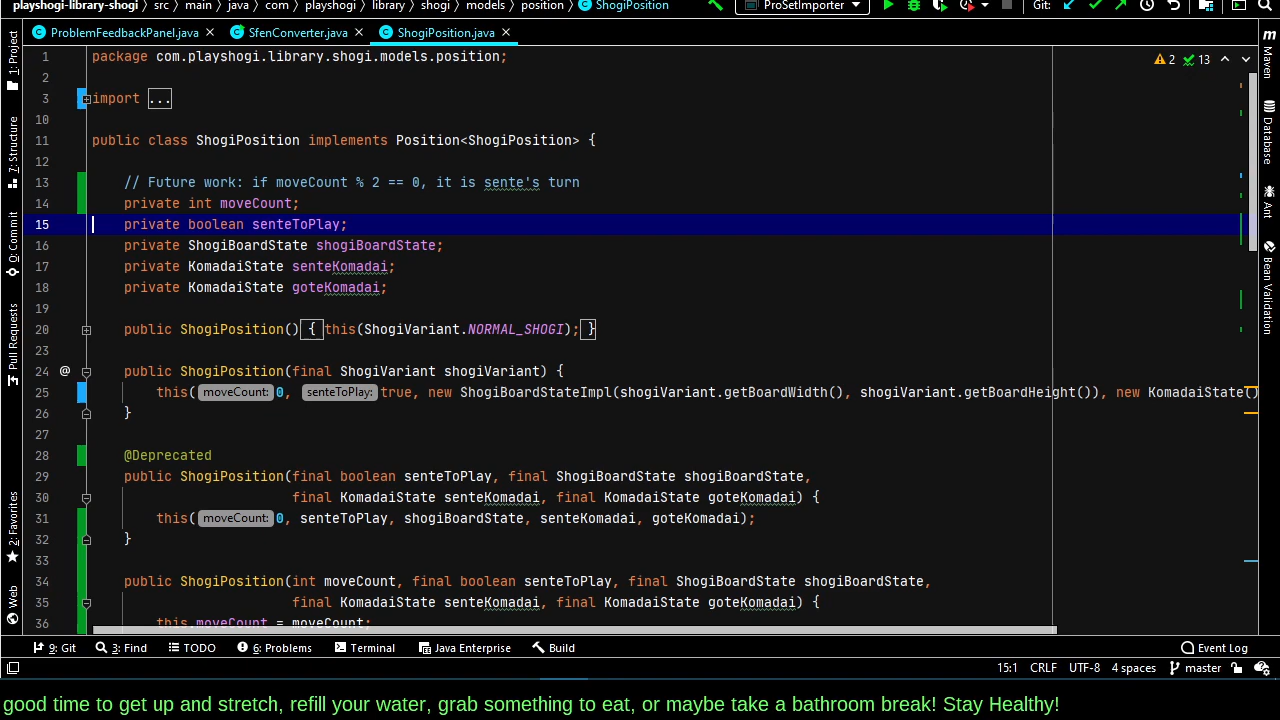 playshogi-library-shogi 〉 src 〉 main 〉 java 〉 com 〉 playshogi 〉 library 〉 shogi 〉 models 〉 position 〉 ShogiPosition ProSetImporter Git:
ProblemFeedbackPanel.java SfenConverter.java ShogiPosition.java
1 package com.playshogi.library.shogi.models.position;
2 13
2
3 import ...
10
11 public class ShogiPosition implements Position<ShogiPosition> {
12
13 // Future work: if moveCount % 2 == 0, it is sente's turn
14 private int moveCount;
15 private boolean senteToPlay;
16 private ShogiBoardState shogiBoardState;
17 private KomadaiState senteKomadai;
18 private KomadaiState goteKomadai;
19
20 public ShogiPosition() { this(ShogiVariant.NORMAL_SHOGI); }
23
24 @ public ShogiPosition(final ShogiVariant shogiVariant) {
25 this( moveCount: 0, senteToPlay: true, new ShogiBoardStateImpl(shogiVariant.getBoardWidth(), shogiVariant.getBoardHeight()), new KomadaiState()
26 }
27
28 @Deprecated
29 public ShogiPosition(final boolean senteToPlay, final ShogiBoardState shogiBoardState,
30 final KomadaiState senteKomadai, final KomadaiState goteKomadai) {
31 this( moveCount: 0, senteToPlay, shogiBoardState, senteKomadai, goteKomadai);
32 }
33
34 public ShogiPosition(int moveCount, final boolean senteToPlay, final ShogiBoardState shogiBoardState,
35 final KomadaiState senteKomadai, final KomadaiState goteKomadai) {
36 this.moveCount = moveCount;
1: Project
7: Structure
0: Commit
Pull Requests
2: Favorites
Web
Maven
Database
Ant
Bean Validation
9: Git 3: Find TODO 6: Problems Terminal Java Enterprise Build Event Log
15:1 CRLF UTF-8 4 spaces master
good time to get up and stretch, refill your water, grab something to eat, or maybe take a bathroom break! Stay Healthy!